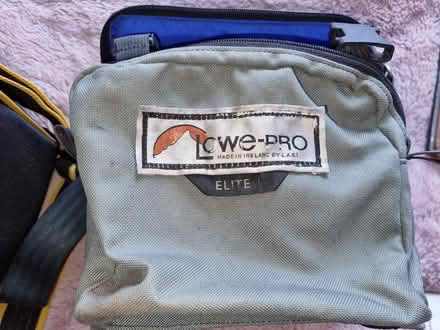 Lowe-PRO
MADE IN IRELAND BY L.A.S.I.
ELITE